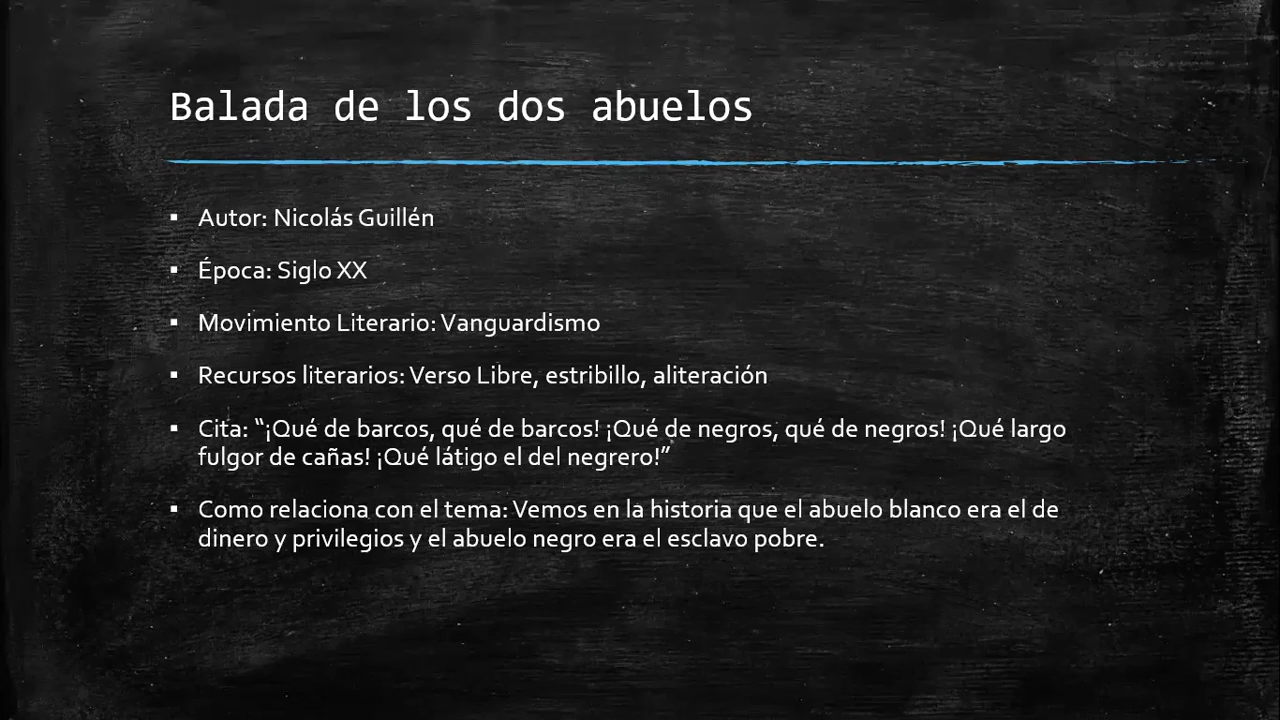 Balada de los dos abuelos
▪ Autor: Nicolás Guillén
▪ Época: Siglo XX
▪ Movimiento Literario: Vanguardismo
▪ Recursos literarios: Verso Libre, estribillo, aliteración
▪ Cita: “¡Qué de barcos, qué de barcos! ¡Qué de negros, qué de negros! ¡Qué largo
fulgor de cañas! ¡Qué látigo el del negrero!”
▪ Como relaciona con el tema: Vemos en la historia que el abuelo blanco era el de
dinero y privilegios y el abuelo negro era el esclavo pobre.